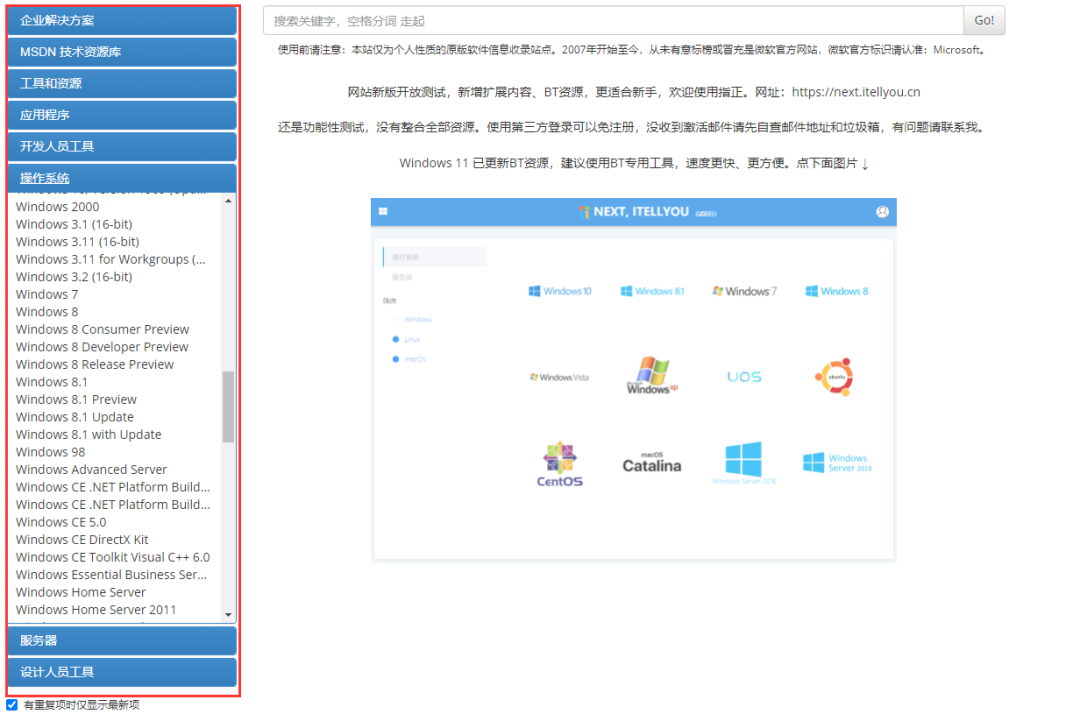 企业解决方案
MSDN 技术资源库
工具和资源
应用程序
开发人员工具
操作系统
Windows 2000
Windows 3.1 (16-bit)
Windows 3.11 (16-bit)
Windows 3.11 for Workgroups (...
Windows 3.2 (16-bit)
Windows 7
Windows 8
Windows 8 Consumer Preview
Windows 8 Developer Preview
Windows 8 Release Preview
Windows 8.1
Windows 8.1 Preview
Windows 8.1 Update
Windows 8.1 with Update
Windows 98
Windows Advanced Server
Windows CE .NET Platform Build...
Windows CE .NET Platform Build...
Windows CE 5.0
Windows CE DirectX Kit
Windows CE Toolkit Visual C++ 6.0
Windows Essential Business Ser...
Windows Home Server
Windows Home Server 2011
服务器
设计人员工具
有重复项时仅显示最新项
搜索关键字，空格分词 走起
Go!
使用前请注意：本站仅为个人性质的原版软件信息收录站点。2007年开始至今，从未有意标榜或冒充是微软官方网站，微软官方标识请认准：Microsoft。
网站新版开放测试，新增扩展内容、BT资源，更适合新手，欢迎使用指正。网址：https://next.itellyou.cn
还是功能性测试，没有整合全部资源。使用第三方登录可以免注册，没收到激活邮件请先自查邮件地址和垃圾箱，有问题请联系我。
Windows 11 已更新BT资源，建议使用BT专用工具，速度更快、更方便。点下面图片 ↓
NEXT, ITELLYOU
操作系统
服务器
Windows
Linux
macOS
Windows 10
Windows 8.1
Windows 7
Windows 8
Windows Vista
Microsoft
Windows xp
UOS
ubuntu
CentOS
macOS
Catalina
Windows Server 2016
Windows
Server 2019